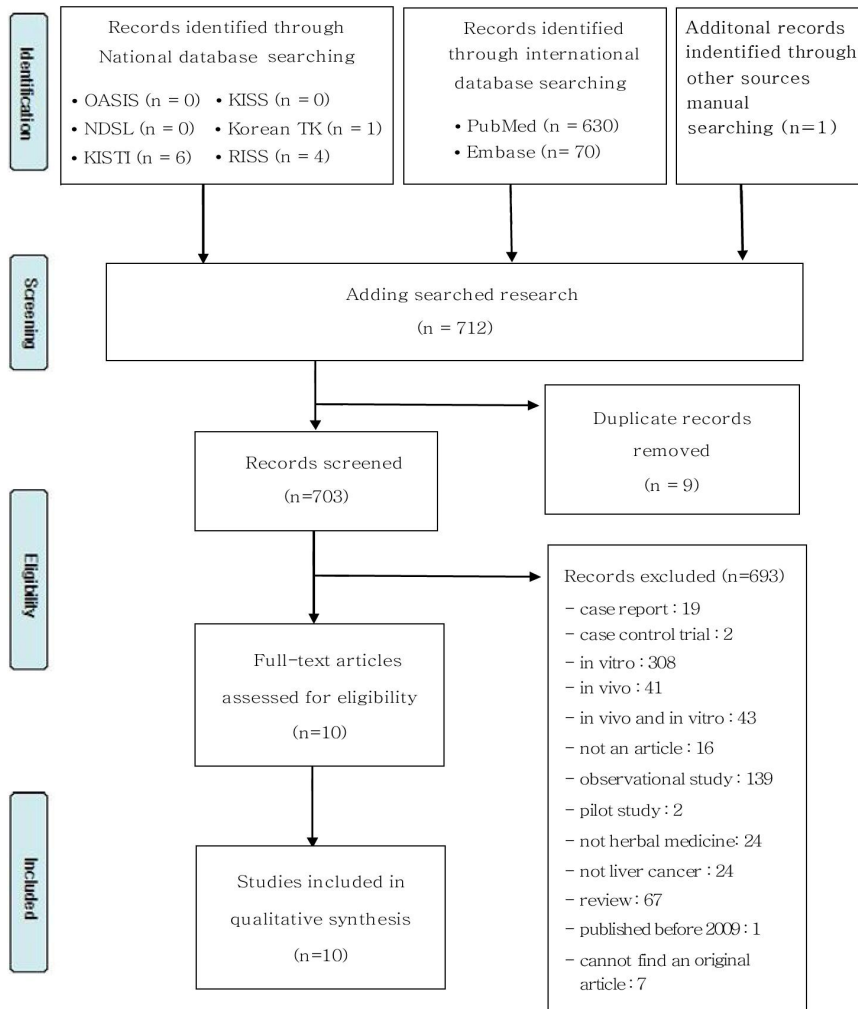 Identification
Records identified through
National database searching
• OASIS (n = 0) • KISS (n = 0)
• NDSL (n = 0) • Korean TK (n = 1)
• KISTI (n = 6) • RISS (n = 4)
Records identified
through international
database searching
• PubMed (n = 630)
• Embase (n= 70)
Additonal records
indentified through
other sources
manual
searching (n=1)
Screening
Adding searched research
(n = 712)
Duplicate records
removed
(n = 9)
Records screened
(n=703)
Eligibility
Records excluded (n=693)
- case report : 19
- case control trial : 2
- in vitro : 308
- in vivo : 41
- in vivo and in vitro : 43
- not an article : 16
- observational study : 139
- pilot study : 2
- not herbal medicine: 24
- not liver cancer : 24
- review : 67
- published before 2009 : 1
- cannot find an original
article : 7
Full-text articles
assessed for eligibility
(n=10)
Included
Studies included in
qualitative synthesis
(n=10)